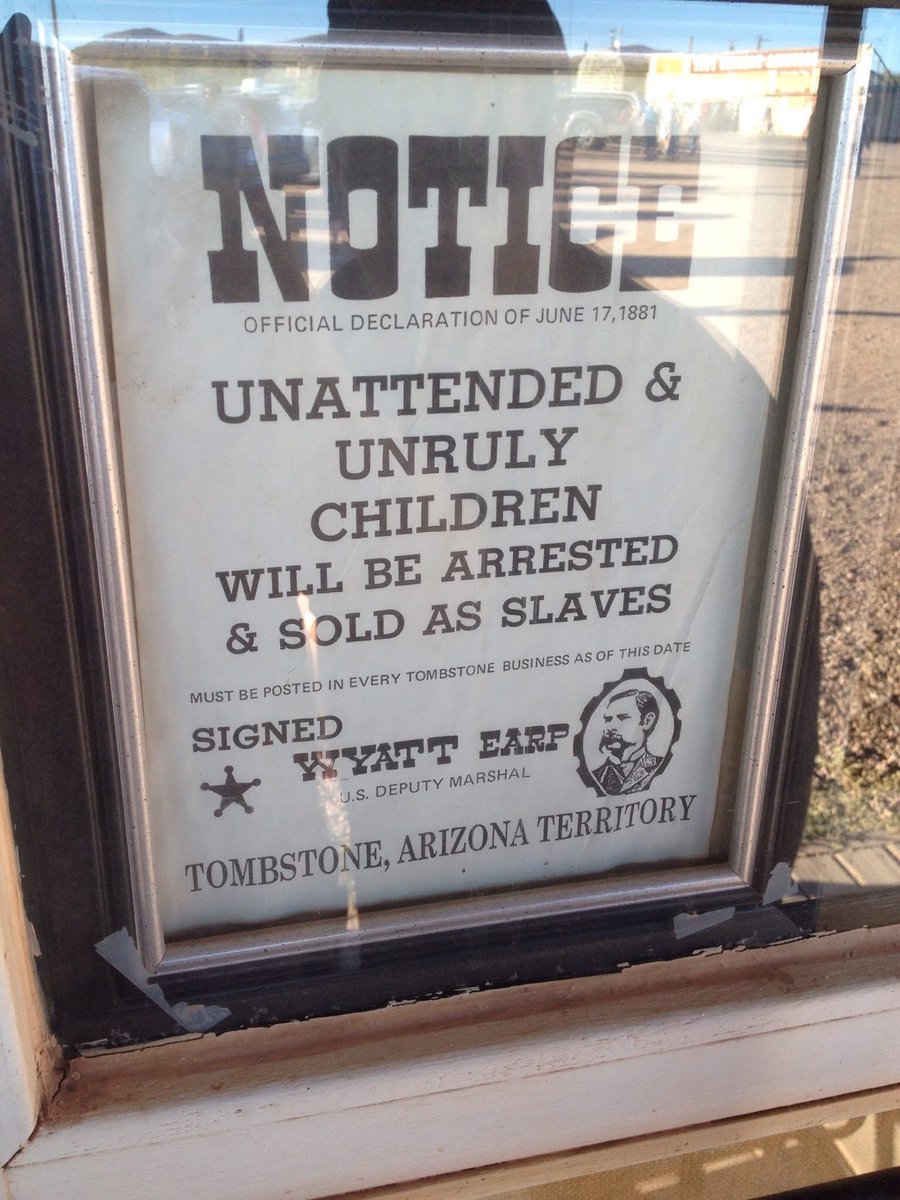 NOTICE
OFFICIAL DECLARATION OF JUNE 17, 1881
UNATTENDED &
UNRULY
CHILDREN
WILL BE ARRESTED
& SOLD AS SLAVES
MUST BE POSTED IN EVERY TOMBSTONE BUSINESS AS OF THIS DATE
SIGNED
WYATT EARP
U.S. DEPUTY MARSHAL
TOMBSTONE, ARIZONA TERRITORY